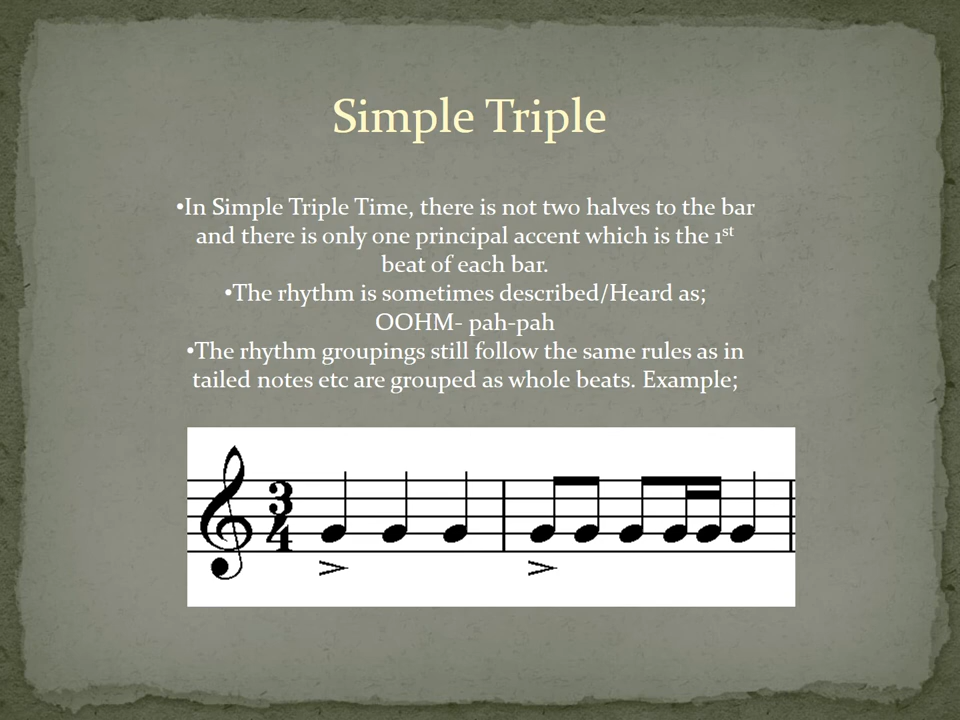 Simple Triple
•In Simple Triple Time, there is not two halves to the bar
and there is only one principal accent which is the 1st
beat of each bar.
•The rhythm is sometimes described/Heard as;
OOHM- pah-pah
•The rhythm groupings still follow the same rules as in
tailed notes etc are grouped as whole beats. Example;
3
4